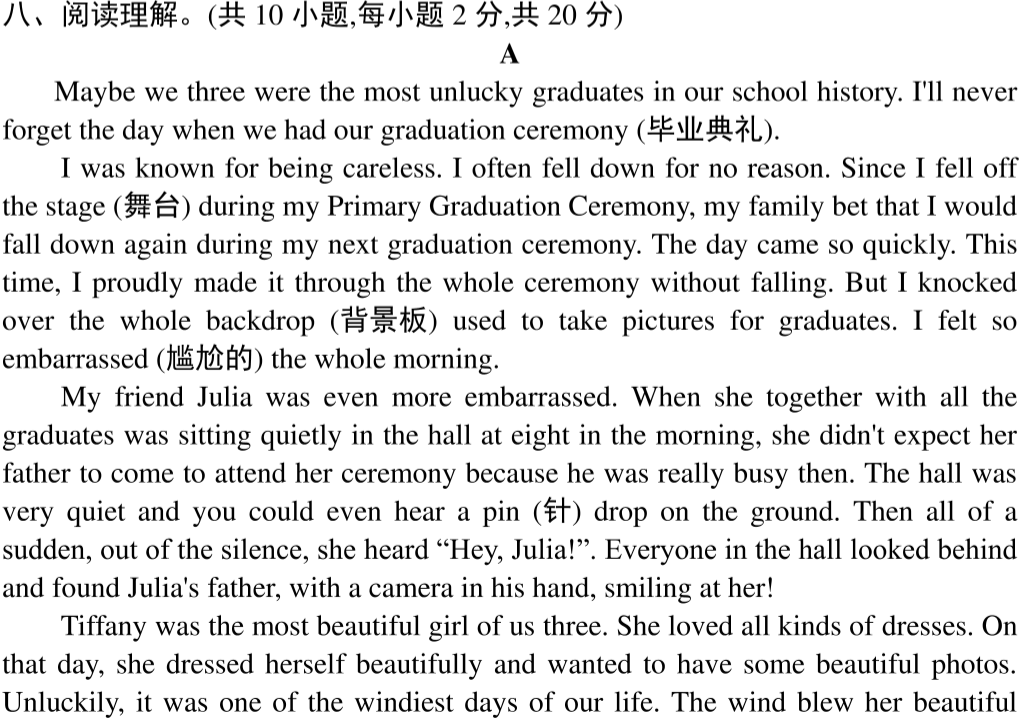 八、阅读理解。(共 10 小题,每小题 2 分,共 20 分)
A
Maybe we three were the most unlucky graduates in our school history. I'll never
forget the day when we had our graduation ceremony (毕业典礼).
I was known for being careless. I often fell down for no reason. Since I fell off
the stage (舞台) during my Primary Graduation Ceremony, my family bet that I would
fall down again during my next graduation ceremony. The day came so quickly. This
time, I proudly made it through the whole ceremony without falling. But I knocked
over the whole backdrop (背景板) used to take pictures for graduates. I felt so
embarrassed (尴尬的) the whole morning.
My friend Julia was even more embarrassed. When she together with all the
graduates was sitting quietly in the hall at eight in the morning, she didn't expect her
father to come to attend her ceremony because he was really busy then. The hall was
very quiet and you could even hear a pin (针) drop on the ground. Then all of a
sudden, out of the silence, she heard “Hey, Julia!”. Everyone in the hall looked behind
and found Julia's father, with a camera in his hand, smiling at her!
Tiffany was the most beautiful girl of us three. She loved all kinds of dresses. On
that day, she dressed herself beautifully and wanted to have some beautiful photos.
Unluckily, it was one of the windiest days of our life. The wind blew her beautiful